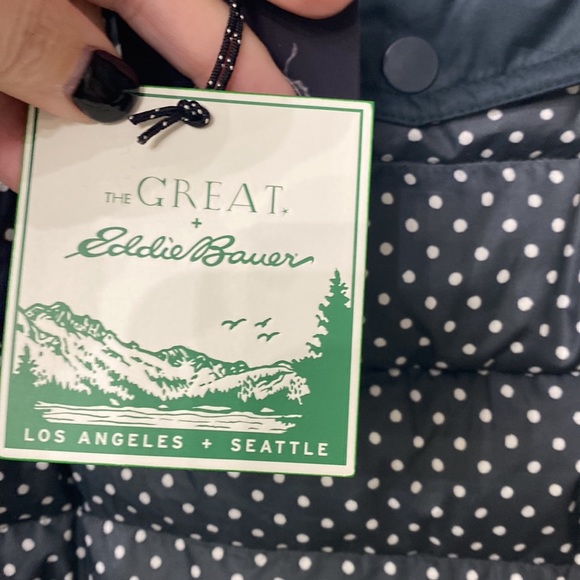 THE GREAT.
+
Eddie Bauer
LOS ANGELES + SEATTLE